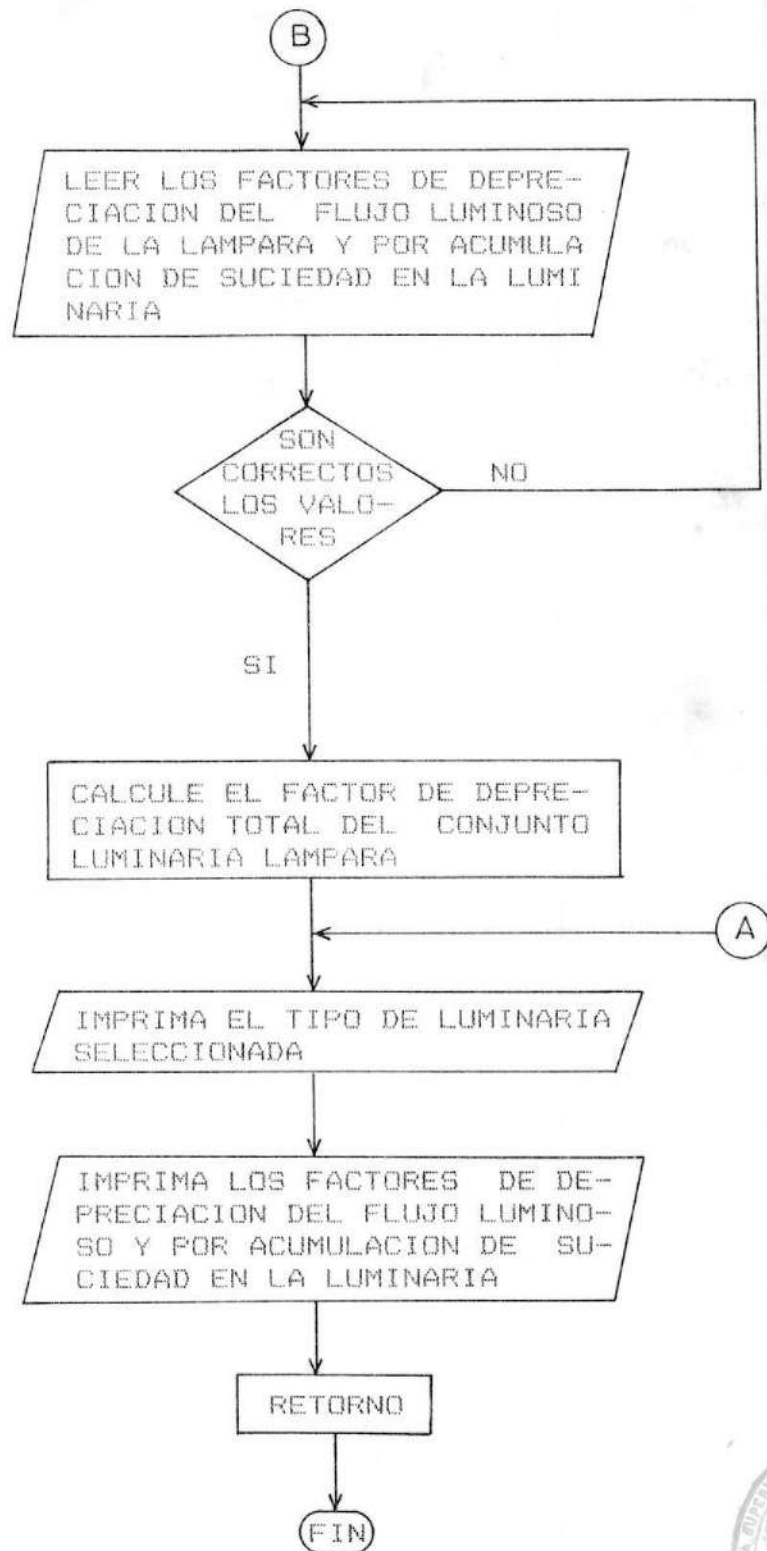 B
LEER LOS FACTORES DE DEPRE-
CIACION DEL FLUJO LUMINOSO
DE LA LAMPARA Y POR ACUMULA
CION DE SUCIEDAD EN LA LUMI
NARIA
SON
CORRECTOS
LOS VALO-
RES
NO
SI
CALCULE EL FACTOR DE DEPRE-
CIACION TOTAL DEL CONJUNTO
LUMINARIA LAMPARA
A
IMPRIMA EL TIPO DE LUMINARIA
SELECCIONADA
IMPRIMA LOS FACTORES DE DE-
PRECIACION DEL FLUJO LUMINO-
SO Y POR ACUMULACION DE SU-
CIEDAD EN LA LUMINARIA
RETORNO
FIN